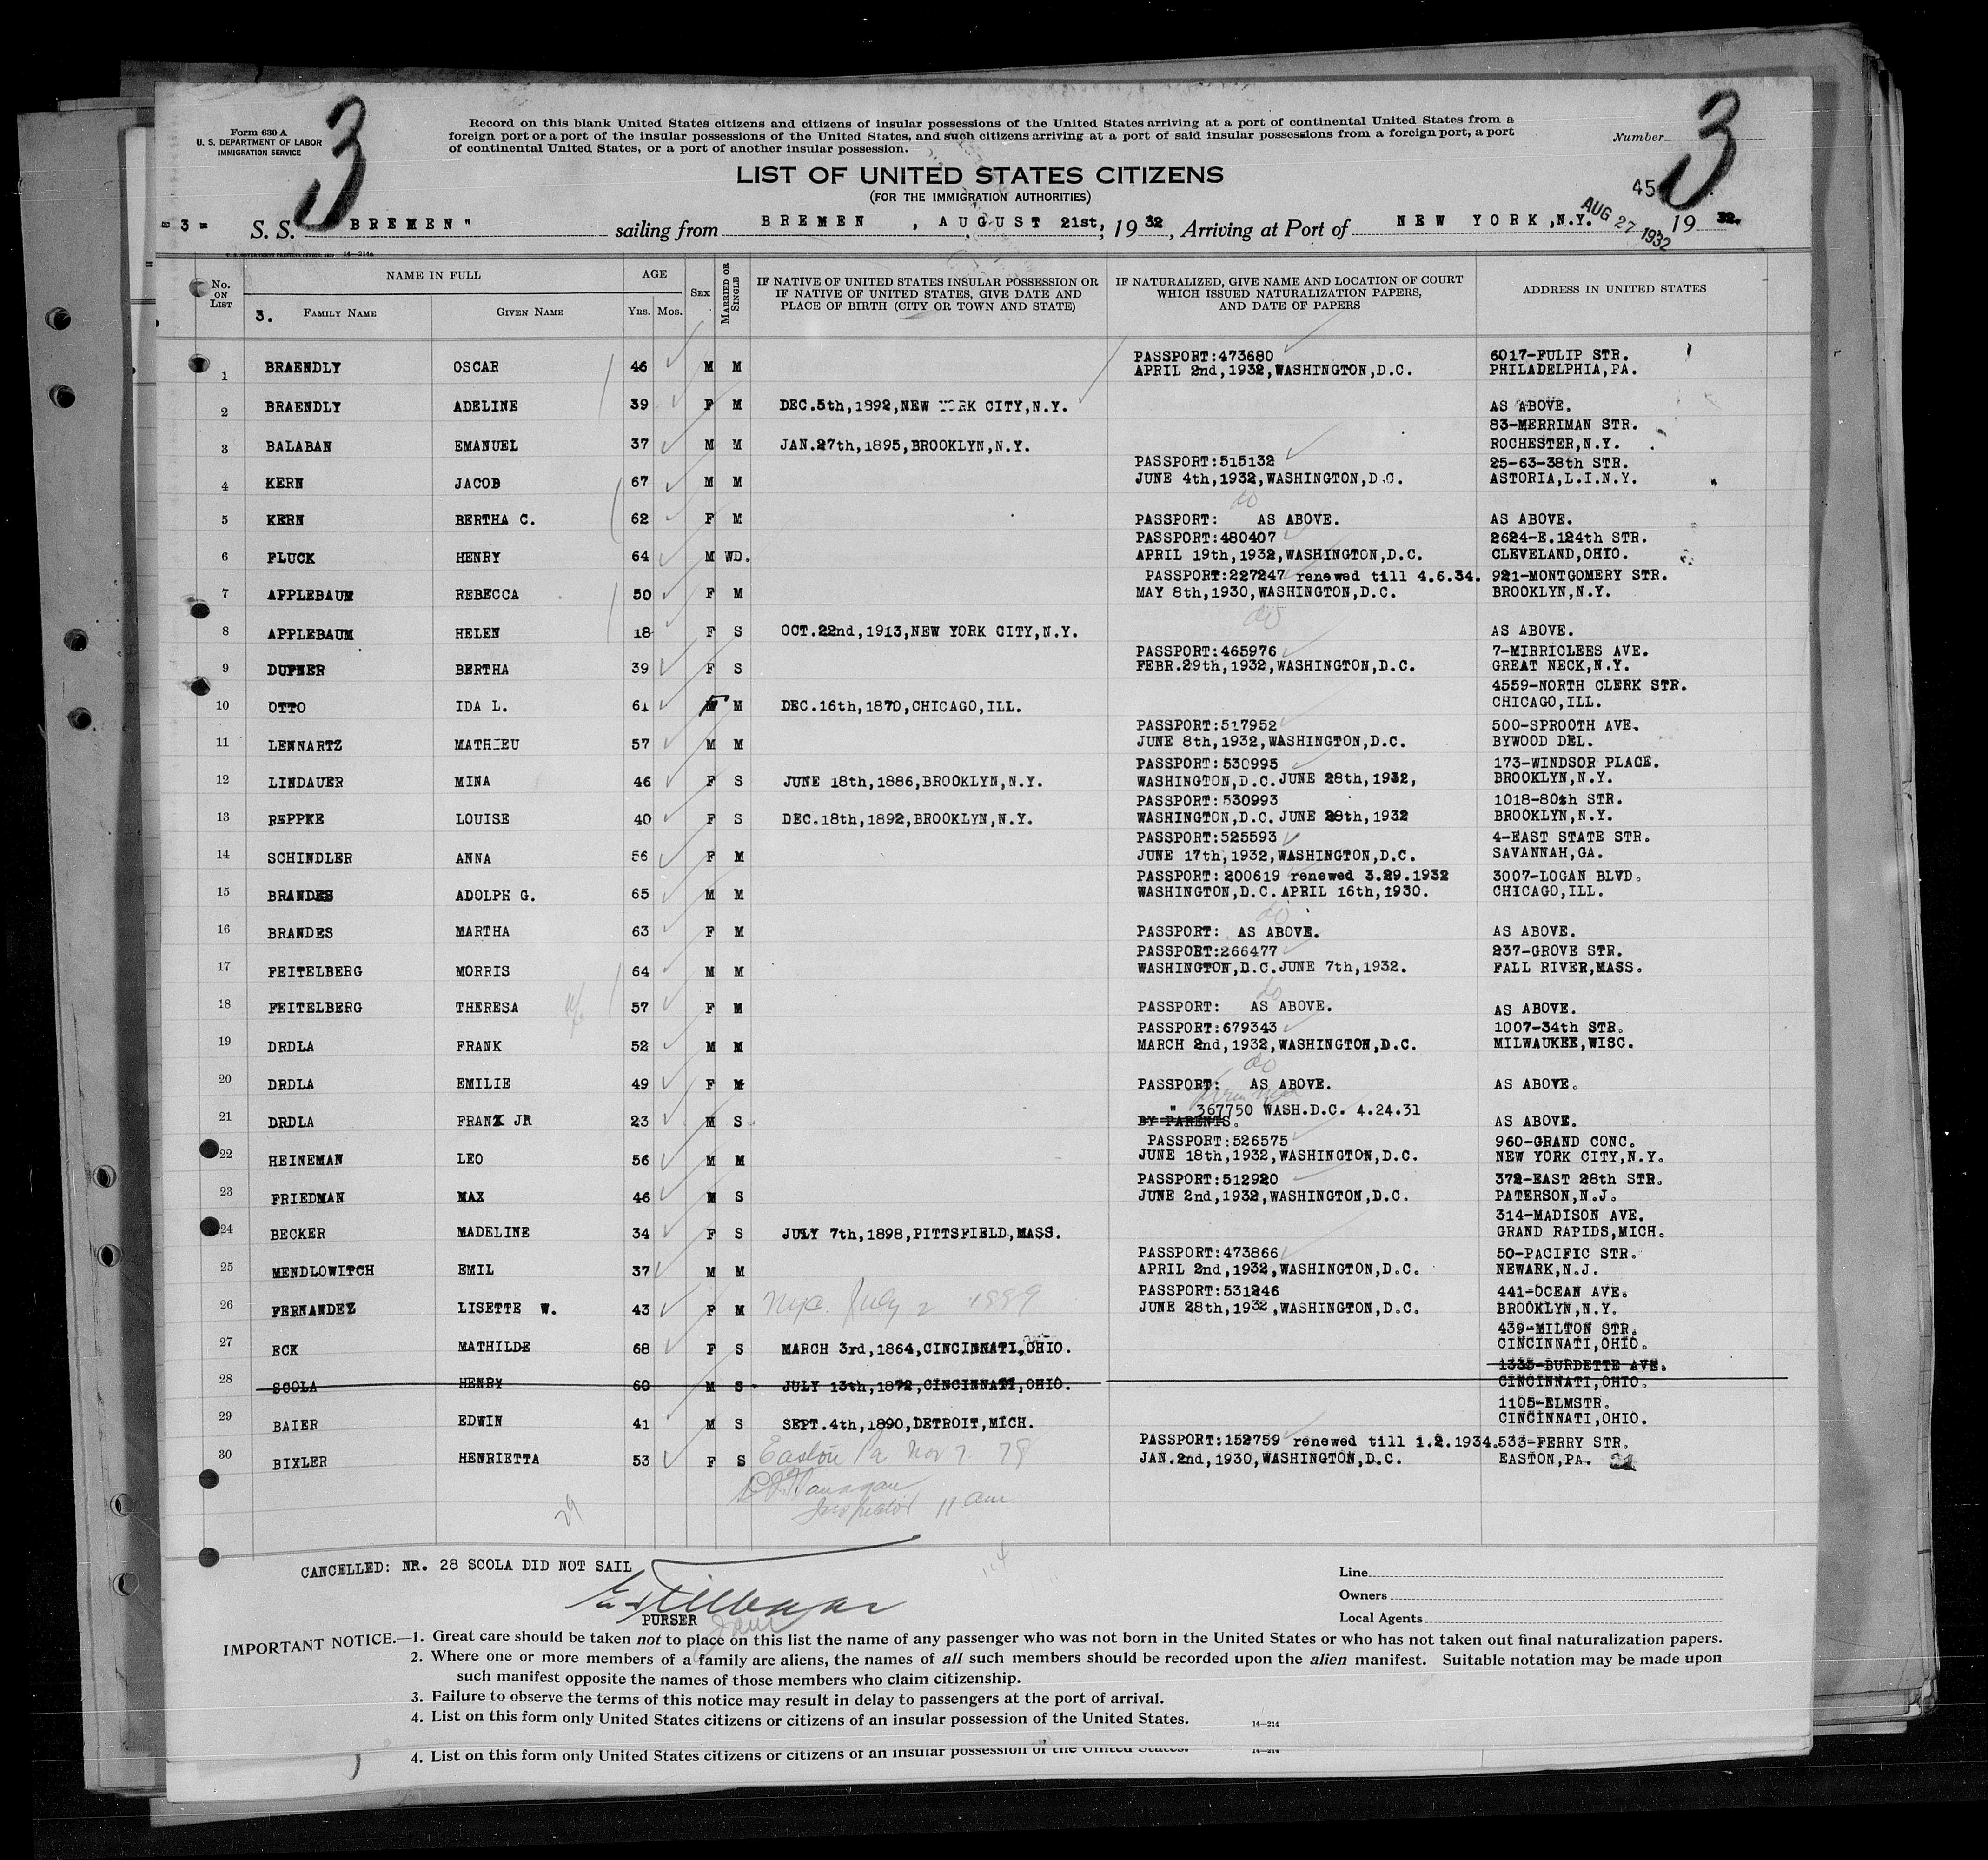 Form 630 A
U. S. DEPARTMENT OF LABOR
IMMIGRATION SERVICE
3
Record on this blank United States citizens and citizens of insular possessions of the United States arriving at a port of continental United States from a
foreign port or a port of the insular possessions of the United States, and such citizens arriving at a port of said insular possessions from a foreign port, a port
of continental United States, or a port of another insular possession.
Number
3
LIST OF UNITED STATES CITIZENS
(FOR THE IMMIGRATION AUTHORITIES)
45
= 3 = S. S. BREMEN" sailing from BREMEN , AUGUST 21st; 1932, Arriving at Port of NEW YORK,N.Y. AUG 27 1932 19 32.
14—214a
No. ON LIST
NAME IN FULL
3. FAMILY NAME
GIVEN NAME
AGE
YRS. MOS.
SEX
MARRIED OR SINGLE
IF NATIVE OF UNITED STATES INSULAR POSSESSION OR
IF NATIVE OF UNITED STATES, GIVE DATE AND
PLACE OF BIRTH (CITY OR TOWN AND STATE)
IF NATURALIZED, GIVE NAME AND LOCATION OF COURT
WHICH ISSUED NATURALIZATION PAPERS,
AND DATE OF PAPERS
ADDRESS IN UNITED STATES
PASSPORT:473680 6017-FULIP STR.
1 BRAENDLY OSCAR 46 M M APRIL 2nd,1932,WASHINGTON,D.C. PHILADELPHIA,PA.
2 BRAENDLY ADELINE 39 F M DEC.5th,1892,NEW YORK CITY,N.Y. AS ABOVE.
83-MERRIMAN STR.
3 BALABAN EMANUEL 37 M M JAN.27th,1895,BROOKLYN,N.Y. ROCHESTER,N.Y.
PASSPORT:515132 25-63-38th STR.
4 KERN JACOB 67 M M JUNE 4th,1932,WASHINGTON,D.C. ASTORIA,L.I.N.Y.
do
5 KERN BERTHA C. 62 F M PASSPORT: AS ABOVE. AS ABOVE.
PASSPORT:480407 2624-E.124th STR.
6 FLUCK HENRY 64 M WD. APRIL 19th,1932,WASHINGTON,D.C. CLEVELAND,OHIO.
PASSPORT:227247 renewed till 4.6.34. 921-MONTGOMERY STR.
7 APPLEBAUM REBECCA 50 F M MAY 8th,1930,WASHINGTON,D.C. BROOKLYN,N.Y.
do
8 APPLEBAUM HELEN 18 F S OCT.22nd,1913,NEW YORK CITY,N.Y. AS ABOVE.
PASSPORT:465976 7-MIRRICLEES AVE.
9 DUFNER BERTHA 39 F S FEBR.29th,1932,WASHINGTON,D.C. GREAT NECK,N.Y.
4559-NORTH CLERK STR.
10 OTTO IDA L. 61 F M DEC.16th,1870,CHICAGO,ILL. CHICAGO,ILL.
PASSPORT:517952 500-SPROOTH AVE.
11 LENNARTZ MATHIEU 57 M M JUNE 8th,1932,WASHINGTON,D.C. BYWOOD DEL.
PASSPORT:530995 173-WINDSOR PLACE.
12 LINDAUER MINA 46 F S JUNE 18th,1886,BROOKLYN,N.Y. WASHINGTON,D.C.JUNE 28th,1932, BROOKLYN,N.Y.
PASSPORT:530993 1018-80th STR.
13 REPPKE LOUISE 40 F S DEC.18th,1892,BROOKLYN,N.Y. WASHINGTON,D.C.JUNE 28th,1932 BROOKLYN,N.Y.
PASSPORT:525593 4-EAST STATE STR.
14 SCHINDLER ANNA 56 F M JUNE 17th,1932,WASHINGTON,D.C. SAVANNAH,GA.
PASSPORT:200619 renewed 3.29.1932 3007-LOGAN BLVD.
15 BRANDES ADOLPH G. 65 M M WASHINGTON,D.C.APRIL 16th,1930. CHICAGO,ILL.
do
16 BRANDES MARTHA 63 F M PASSPORT: AS ABOVE. AS ABOVE.
PASSPORT:266477 237-GROVE STR.
17 FEITELBERG MORRIS 64 M M WASHINGTON,D.C.JUNE 7th,1932. FALL RIVER,MASS.
do
18 FEITELBERG THERESA 57 F M PASSPORT: AS ABOVE. AS ABOVE.
PASSPORT:679343 1007-34th STR.
19 DRDLA FRANK 52 M M MARCH 2nd,1932,WASHINGTON,D.C. MILWAUKEE,WISC.
do
20 DRDLA EMILIE 49 F M PASSPORT: AS ABOVE. AS ABOVE.
" 367750 WASH.D.C. 4.24.31
21 DRDLA FRANK JR 23 M S. BY PARENTS. AS ABOVE.
PASSPORT:526575 960-GRAND CONC.
22 HEINEMAN LEO 56 M M JUNE 18th,1932,WASHINGTON,D.C. NEW YORK CITY,N.Y.
PASSPORT:512920 372-EAST 28th STR.
23 FRIEDMAN MAX 46 M S JUNE 2nd,1932,WASHINGTON,D.C. PATERSON,N.J.
314-MADISON AVE.
24 BECKER MADELINE 34 F S JULY 7th,1898,PITTSFIELD,MASS. GRAND RAPIDS,MICH.
PASSPORT:473866 50-PACIFIC STR.
25 MENDLOWITCH EMIL 37 M M APRIL 2nd,1932,WASHINGTON,D.C. NEWARK,N.J.
PASSPORT:531246 441-OCEAN AVE.
26 FERNANDEZ LISETTE W. 43 F M Nyc. July 2 1889 JUNE 28th,1932,WASHINGTON,D.C. BROOKLYN,N.Y.
439-MILTON STR.
27 ECK MATHILDE 68 F S MARCH 3rd,1864,CINCINNATI,OHIO. CINCINNATI,OHIO.
1335-BURDETTE AVE.
28 SCOLA HENRY 60 M S. JULY 13th,1872,CINCINNATI,OHIO. CINCINNATI,OHIO.
1105-ELMSTR.
29 BAIER EDWIN 41 M S SEPT.4th,1890,DETROIT,MICH. CINCINNATI,OHIO.
PASSPORT:152759 renewed till 1.2.1934. 533-FERRY STR.
30 BIXLER HENRIETTA 53 F S Easton Pa Nov 7. 78 JAN.2nd,1930,WASHINGTON,D.C. EASTON,PA.
Inspector 11 am
29
CANCELLED: NR. 28 SCOLA DID NOT SAIL
PURSER
Line
Owners
Local Agents
IMPORTANT NOTICE.—1. Great care should be taken not to place on this list the name of any passenger who was not born in the United States or who has not taken out final naturalization papers.
2. Where one or more members of a family are aliens, the names of all such members should be recorded upon the alien manifest. Suitable notation may be made upon
such manifest opposite the names of those members who claim citizenship.
3. Failure to observe the terms of this notice may result in delay to passengers at the port of arrival.
4. List on this form only United States citizens or citizens of an insular possession of the United States.
14—214
4. List on this form only United States citizens or citizens of an insular possession of the United States.
14—214